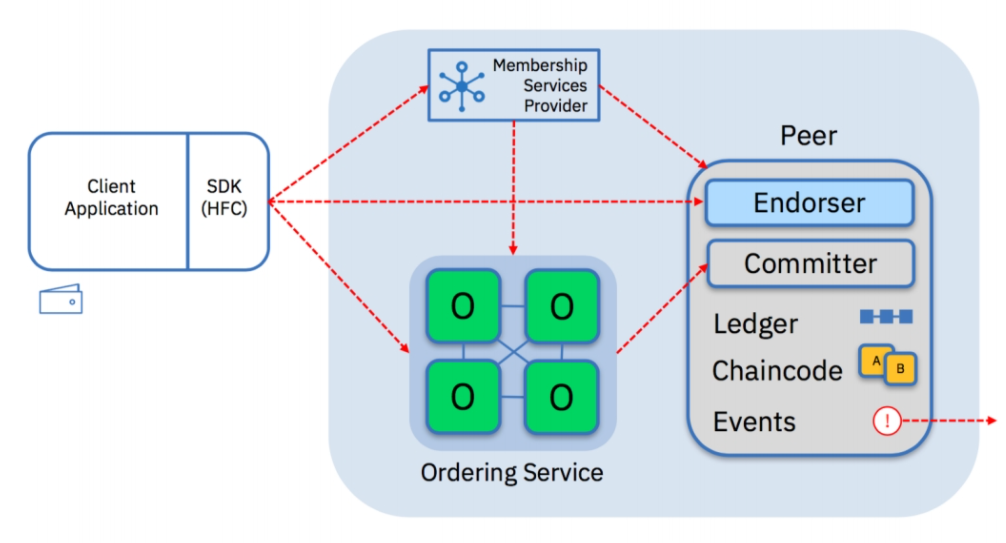 Client
Application
SDK
(HFC)
Membership
Services
Provider
O
O
O
O
Ordering Service
Peer
Endorser
Committer
Ledger
Chaincode
A
B
Events
!